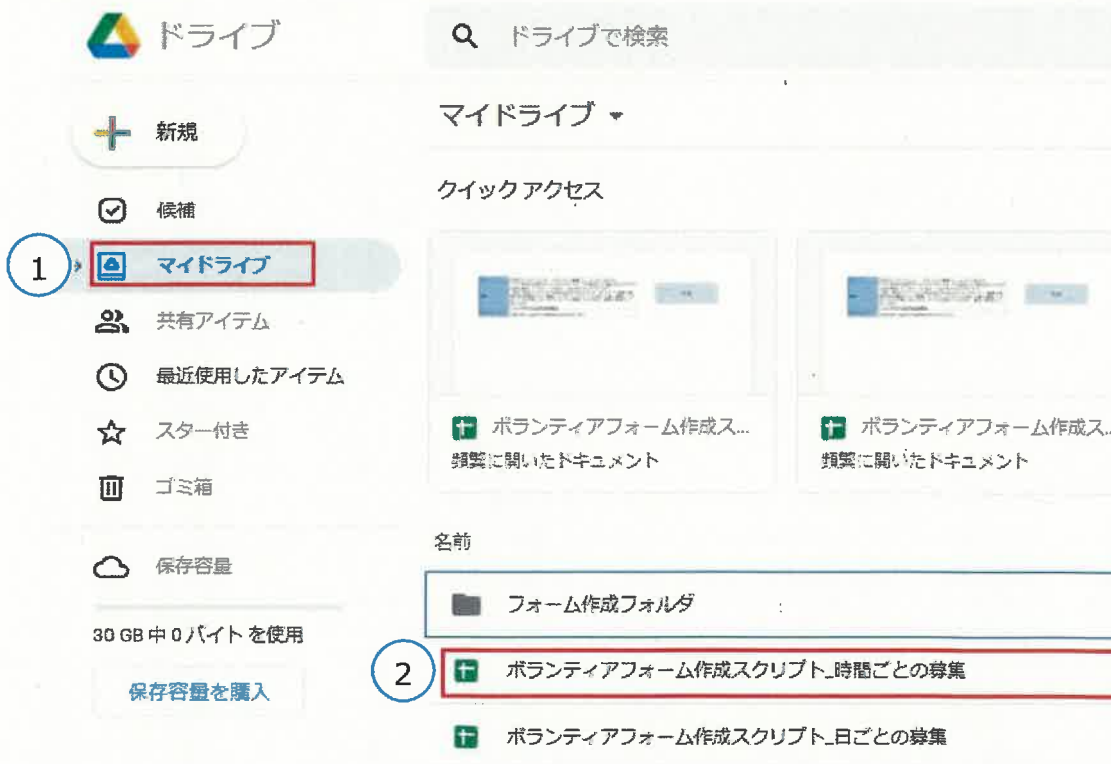 ドライブ
ドライブで検索
マイドライブ
新規
クイック アクセス
候補
1
マイドライブ
共有アイテム
最近使用したアイテム
スター付き
ゴミ箱
ボランティアフォーム作成ス...
頻繁に開いたドキュメント
ボランティアフォーム作成ス...
頻繁に開いたドキュメント
名前
保存容量
フォーム作成フォルダ
30 GB 中 0 バイト を使用
2
ボランティアフォーム作成スクリプト_時間ごとの募集
保存容量を購入
ボランティアフォーム作成スクリプト_日ごとの募集